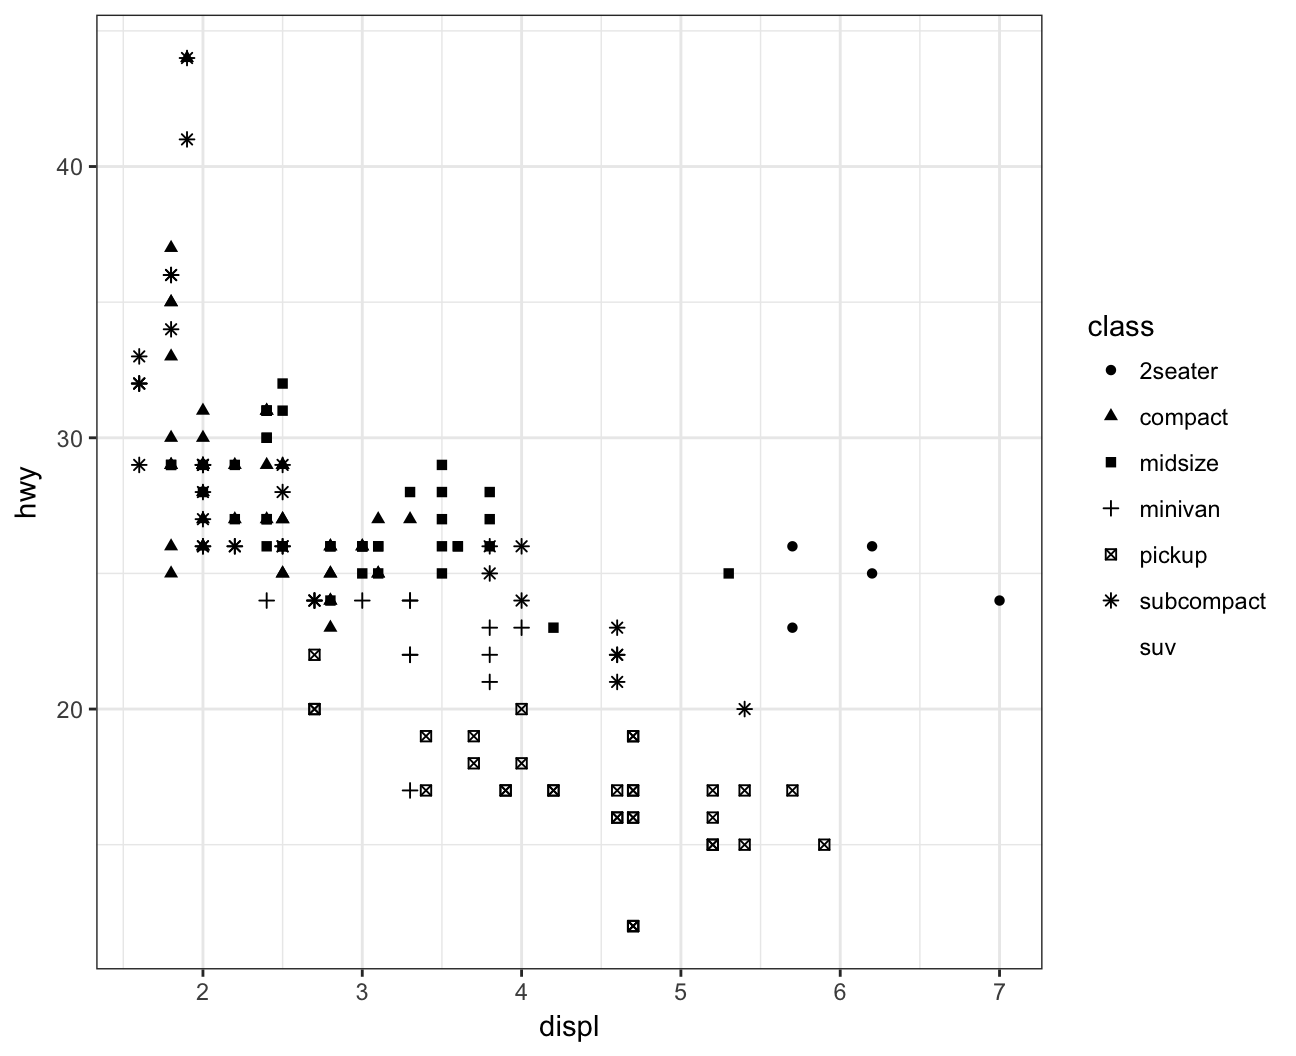 40
30
20
hwy
2 3 4 5 6 7
displ
class
2seater
compact
midsize
minivan
pickup
subcompact
suv